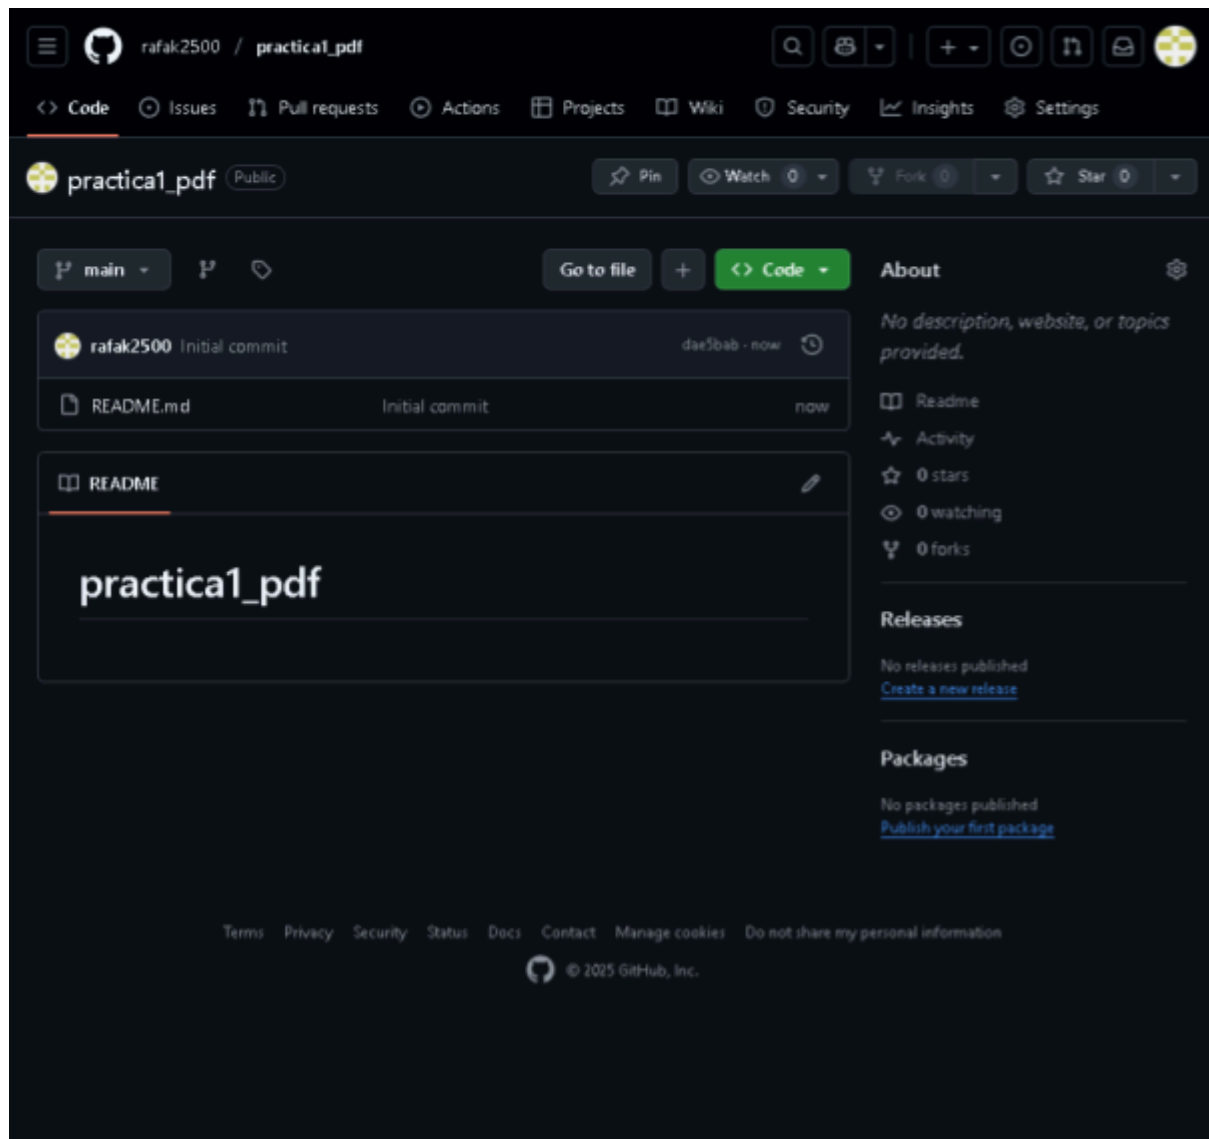 rafak2500 / practica1_pdf
Code Issues Pull requests Actions Projects Wiki Security Insights Settings
practica1_pdf Public Pin Watch 0 Fork 0 Star 0
main Go to file Code
rafak2500 Initial commit dae5bab · now
README.md Initial commit now
README
practica1_pdf
About
No description, website, or topics
provided.
Readme
Activity
0 stars
0 watching
0 forks
Releases
No releases published
Create a new release
Packages
No packages published
Publish your first package
Terms Privacy Security Status Docs Contact Manage cookies Do not share my personal information
© 2025 GitHub, Inc.